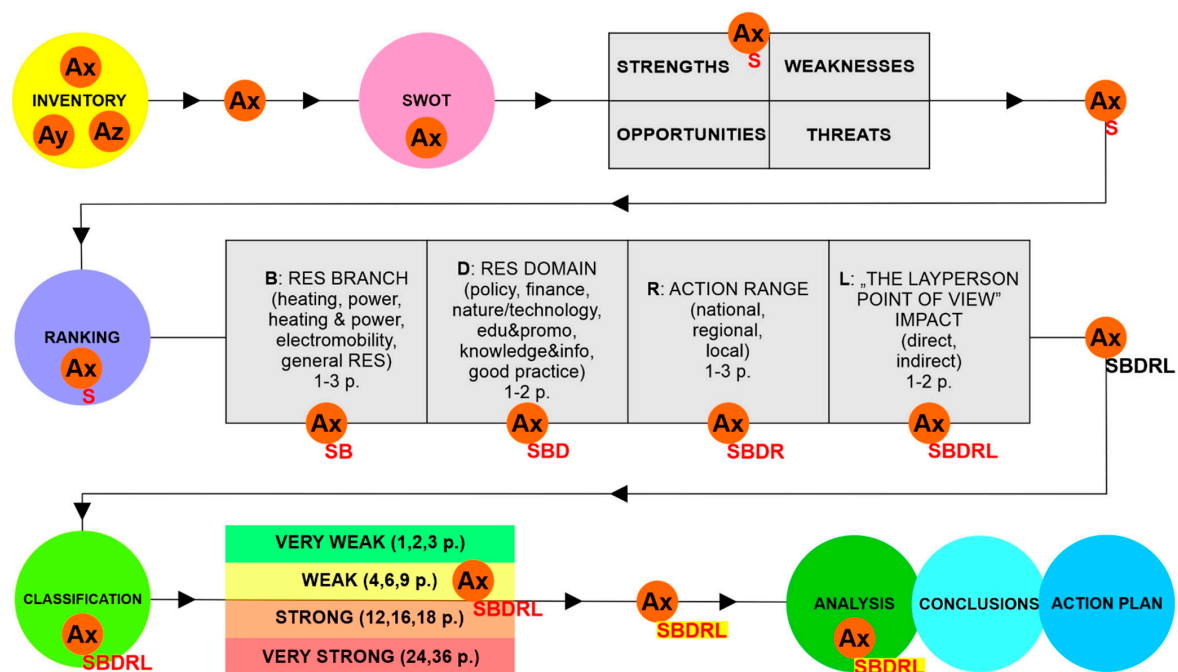 Ax
INVENTORY
Ay Az
Ax
SWOT
Ax
STRENGTHS
Ax
S
WEAKNESSES
OPPORTUNITIES
THREATS
Ax
S
RANKING
Ax
S
B: RES BRANCH
(heating, power,
heating & power,
electromobility,
general RES)
1-3 p.
Ax
SB
D: RES DOMAIN
(policy, finance,
nature/technology,
edu&promo,
knowledge&info,
good practice)
1-2 p.
Ax
SBD
R: ACTION RANGE
(national,
regional,
local)
1-3 p.
Ax
SBDR
L: „THE LAYPERSON
POINT OF VIEW”
IMPACT
(direct,
indirect)
1-2 p.
Ax
SBDRL
Ax
SBDRL
CLASSIFICATION
Ax
SBDRL
VERY WEAK (1,2,3 p.)
WEAK (4,6,9 p.)
Ax
SBDRL
STRONG (12,16,18 p.)
VERY STRONG (24,36 p.)
Ax
SBDRL
ANALYSIS
Ax
SBDRL
CONCLUSIONS
ACTION PLAN